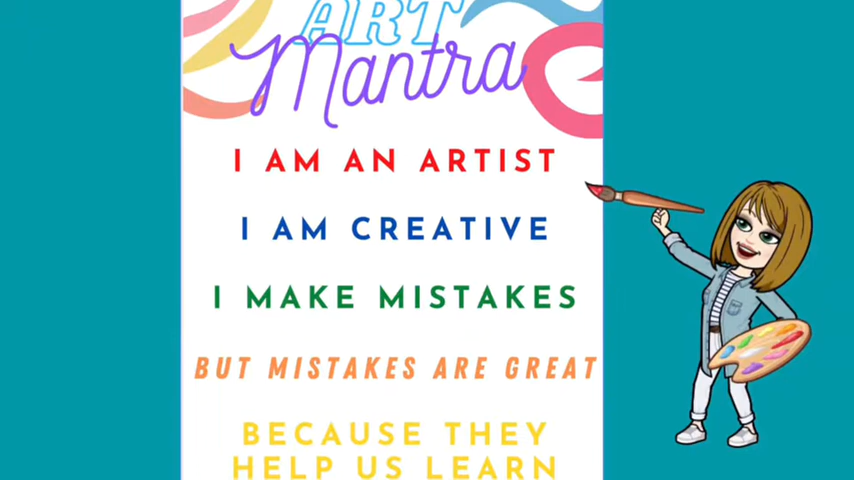 ART
Mantra
I AM AN ARTIST
I AM CREATIVE
I MAKE MISTAKES
BUT MISTAKES ARE GREAT
BECAUSE THEY
HELP US LEARN